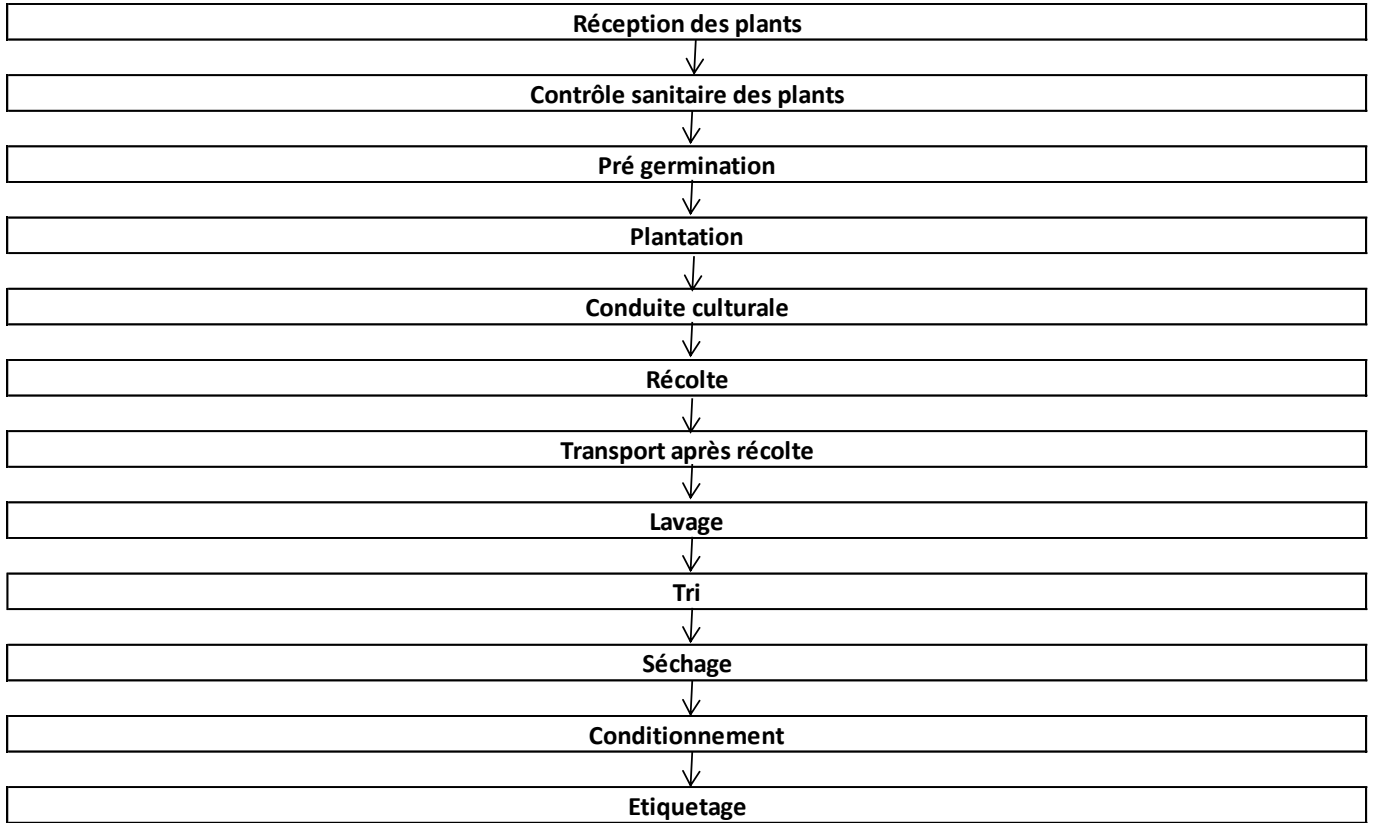 Réception des plants
Contrôle sanitaire des plants
Pré germination
Plantation
Conduite culturale
Récolte
Transport après récolte
Lavage
Tri
Séchage
Conditionnement
Etiquetage